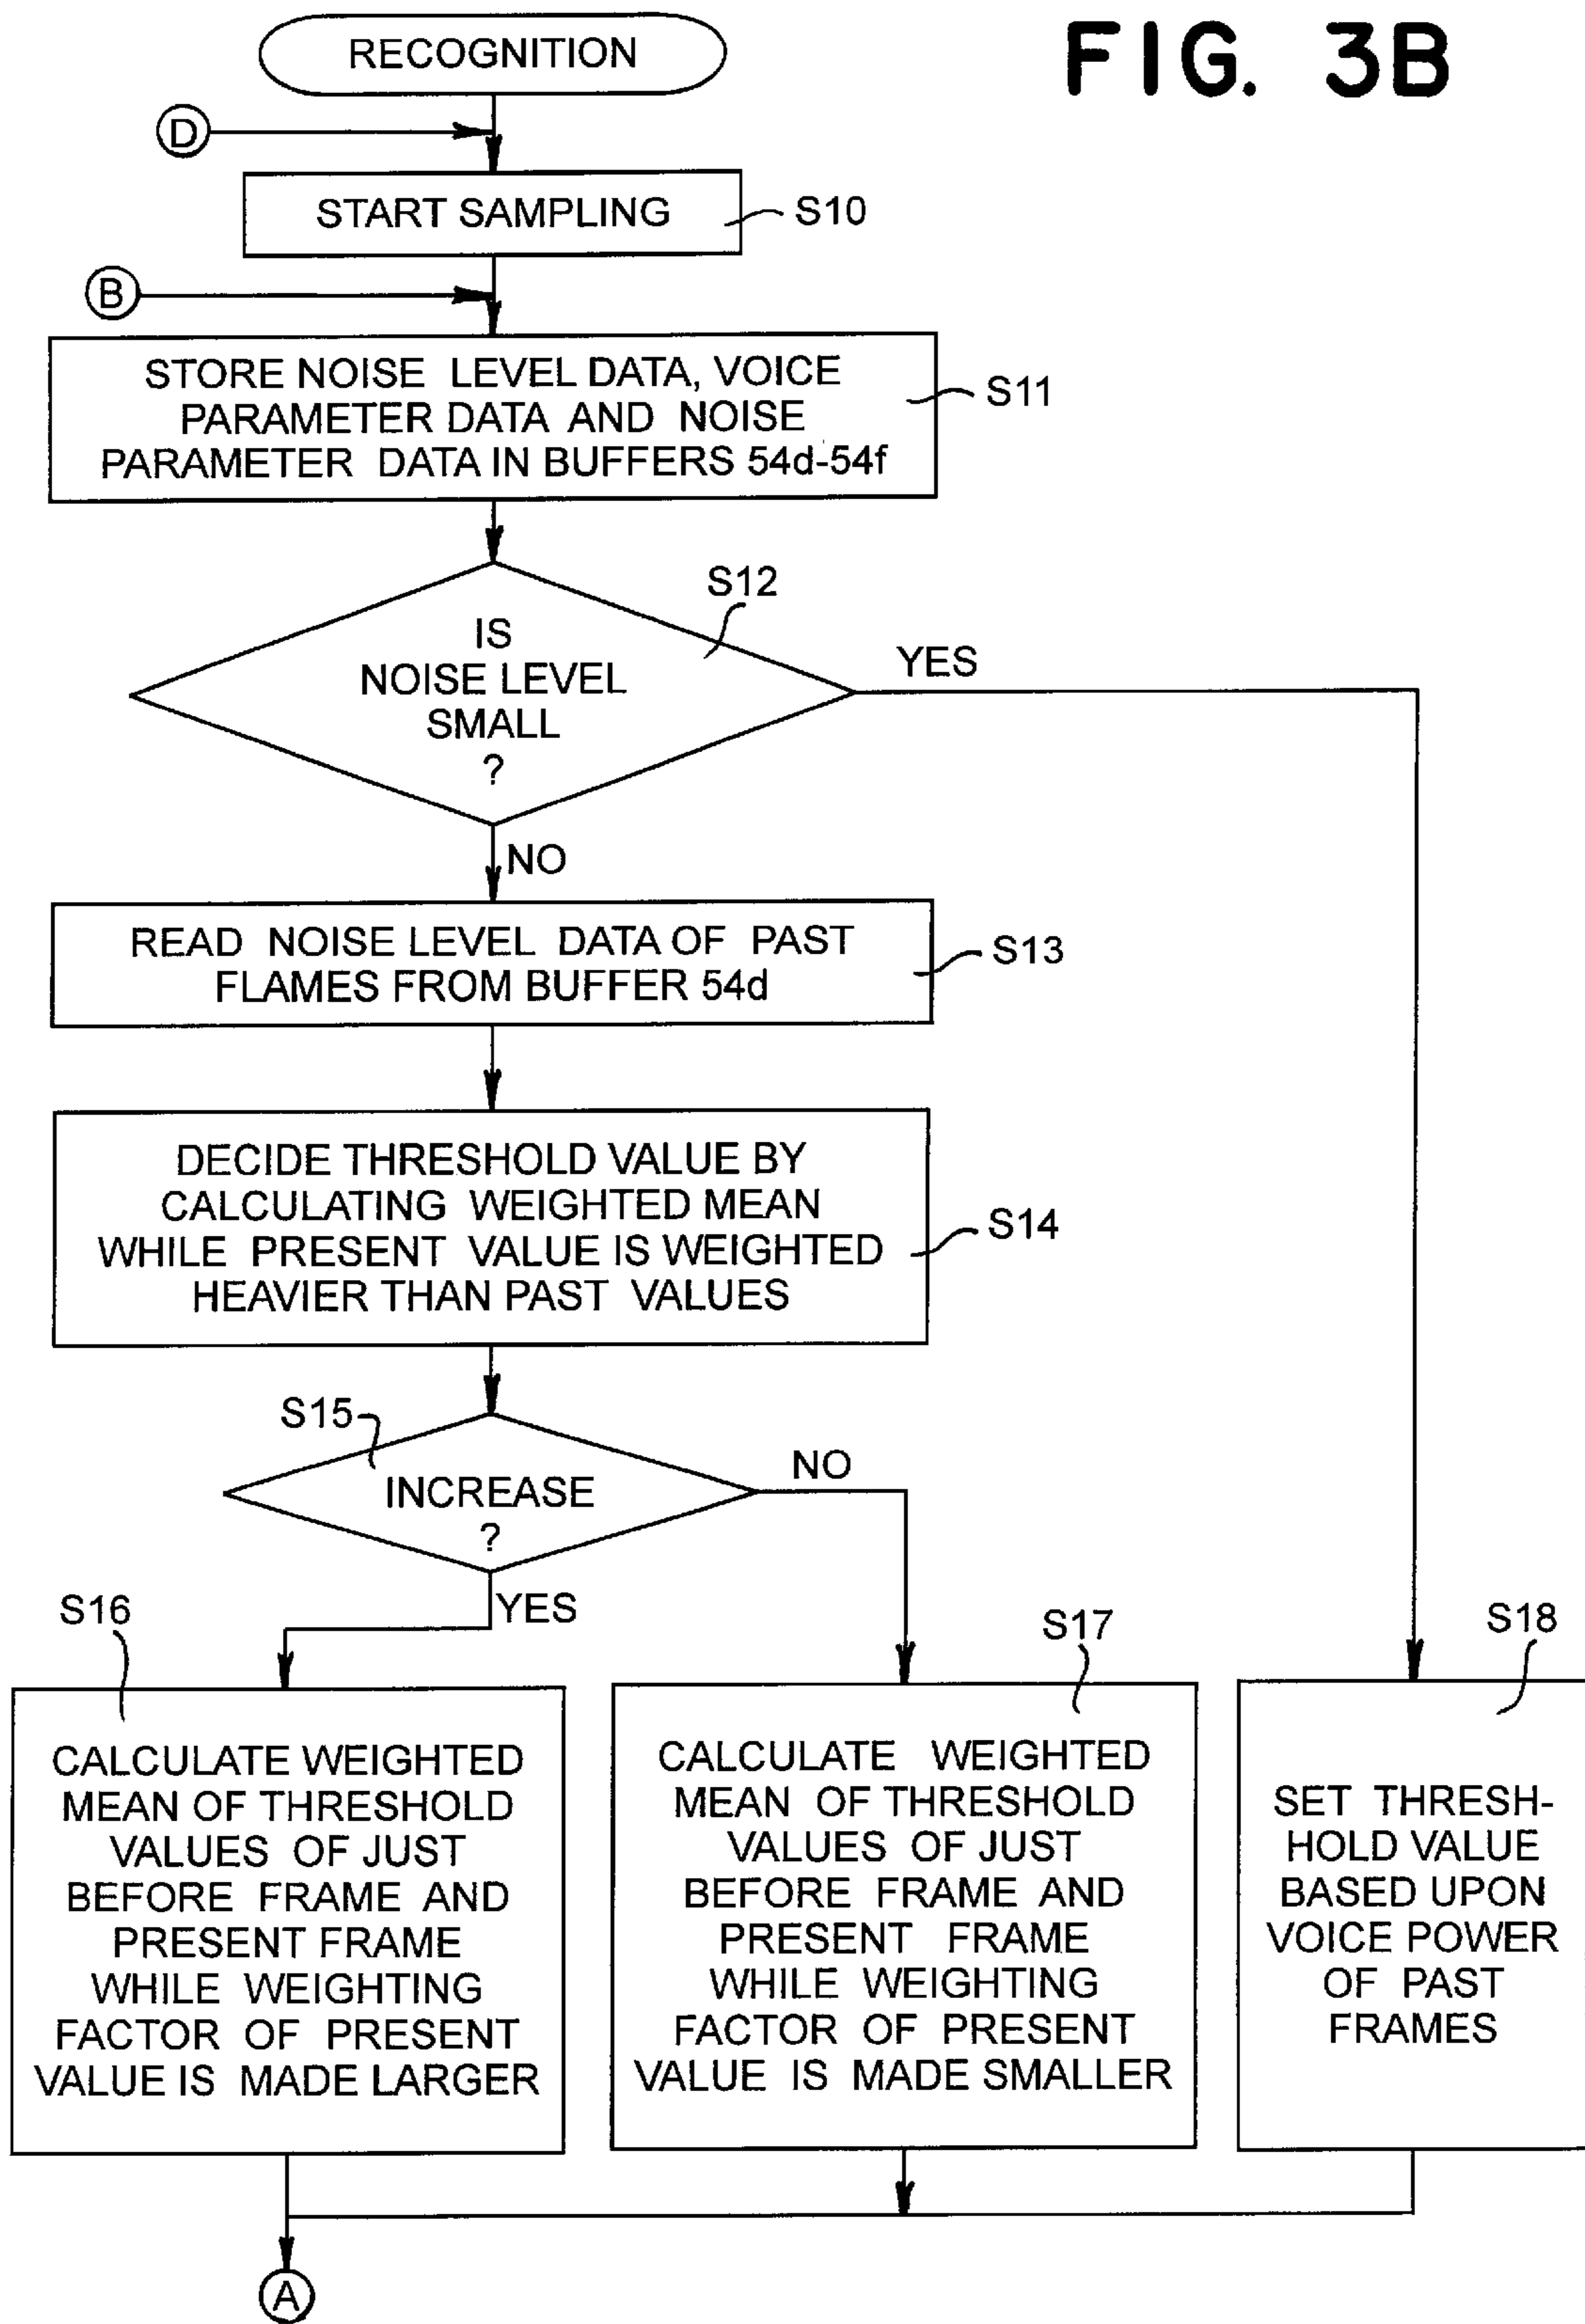 FIG. 3B
RECOGNITION
D
START SAMPLING
S10
B
STORE NOISE LEVEL DATA, VOICE
PARAMETER DATA AND NOISE
PARAMETER DATA IN BUFFERS 54d-54f
S11
S12
IS
NOISE LEVEL
SMALL
?
YES
NO
READ NOISE LEVEL DATA OF PAST
FLAMES FROM BUFFER 54d
S13
DECIDE THRESHOLD VALUE BY
CALCULATING WEIGHTED MEAN
WHILE PRESENT VALUE IS WEIGHTED
HEAVIER THAN PAST VALUES
S14
S15
INCREASE
?
NO
YES
S16
CALCULATE WEIGHTED
MEAN OF THRESHOLD
VALUES OF JUST
BEFORE FRAME AND
PRESENT FRAME
WHILE WEIGHTING
FACTOR OF PRESENT
VALUE IS MADE LARGER
S17
CALCULATE WEIGHTED
MEAN OF THRESHOLD
VALUES OF JUST
BEFORE FRAME AND
PRESENT FRAME
WHILE WEIGHTING
FACTOR OF PRESENT
VALUE IS MADE SMALLER
S18
SET THRESH-
HOLD VALUE
BASED UPON
VOICE POWER
OF PAST
FRAMES
A